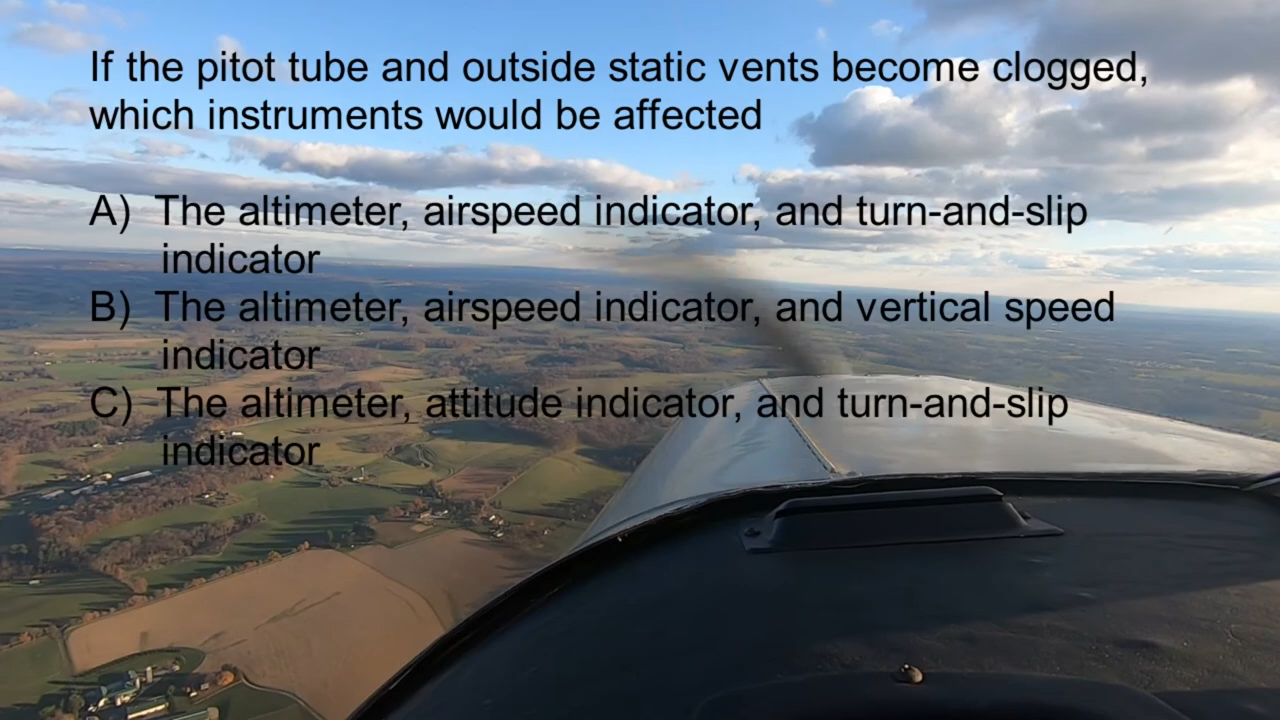 If the pitot tube and outside static vents become clogged,
which instruments would be affected
A) The altimeter, airspeed indicator, and turn-and-slip
indicator
B) The altimeter, airspeed indicator, and vertical speed
indicator
C) The altimeter, attitude indicator, and turn-and-slip
indicator